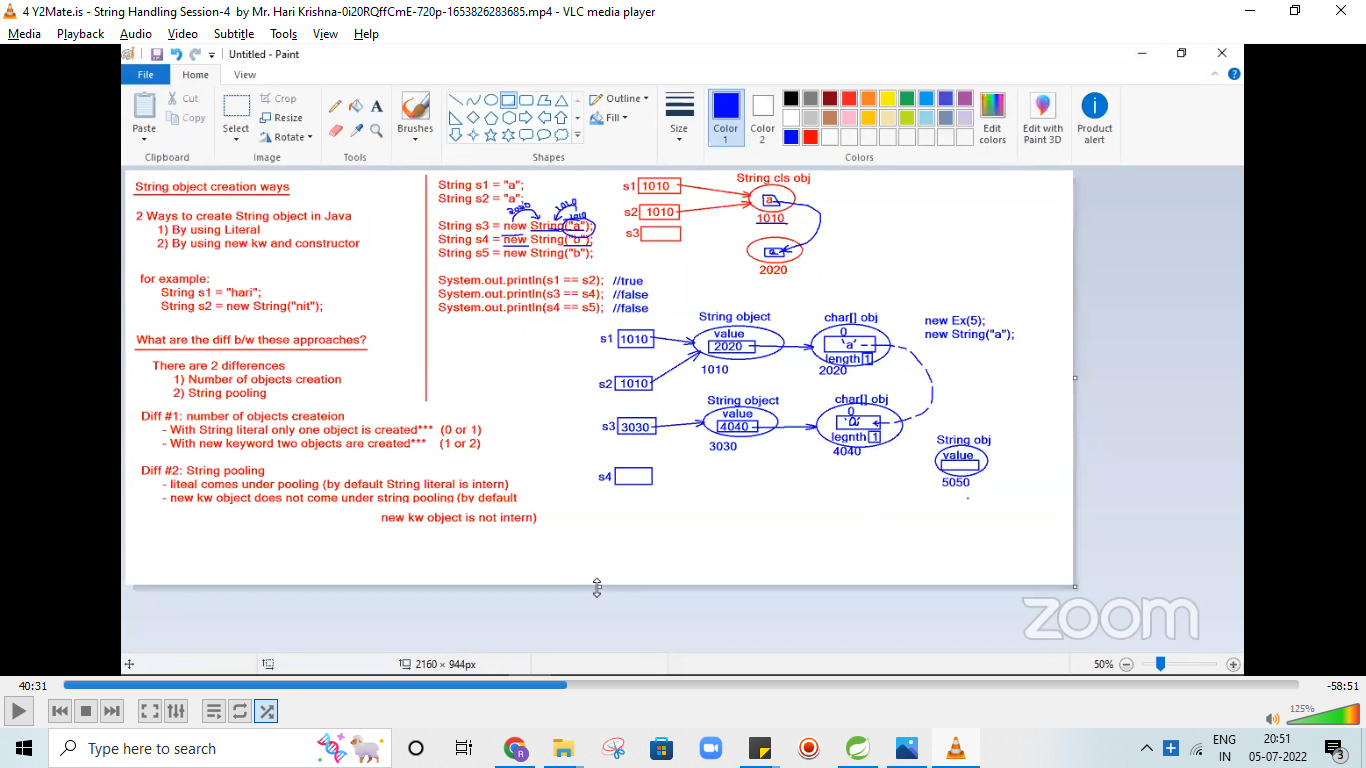 4 Y2Mate.is - String Handling Session-4 by Mr. Hari Krishna-0i20RQffCmE-720p-1653826283685.mp4 - VLC media player
Media Playback Audio Video Subtitle Tools View Help
Untitled - Paint
File Home View
Paste
Cut
Copy
Clipboard
Select
Crop
Resize
Rotate
Image
Tools
Brushes
Shapes
Outline
Fill
Size
Color 1
Color 2
Colors
Edit colors
Edit with Paint 3D
Product alert
String object creation ways
2 Ways to create String object in Java
1) By using Literal
2) By using new kw and constructor
for example:
String s1 = "hari";
String s2 = new String("nit");
What are the diff b/w these approaches?
There are 2 differences
1) Number of objects creation
2) String pooling
Diff #1: number of objects createion
- With String literal only one object is created*** (0 or 1)
- With new keyword two objects are created*** (1 or 2)
Diff #2: String pooling
- liteal comes under pooling (by default String literal is intern)
- new kw object does not come under string pooling (by default
new kw object is not intern)
String s1 = "a";
String s2 = "a";
2020 1010
1010
String s3 = new String("a");
String s4 = new String("b");
String s5 = new String("b");
System.out.println(s1 == s2); //true
System.out.println(s3 == s4); //false
System.out.println(s4 == s5); //false
String cls obj
s1 1010
a
s2 1010
1010
s3
a
2020
String object
char[] obj
new Ex(5);
new String("a");
s1 1010
value
2020
0
'a'
length 1
1010
2020
s2 1010
String object
char[] obj
s3 3030
value
4040
0
'a'
legnth 1
3030
4040
String obj
value
5050
s4
zoom
2160 × 944px
50%
40:31
-58:51
125%
Type here to search
ENG
IN
20:51
05-07-2022
3